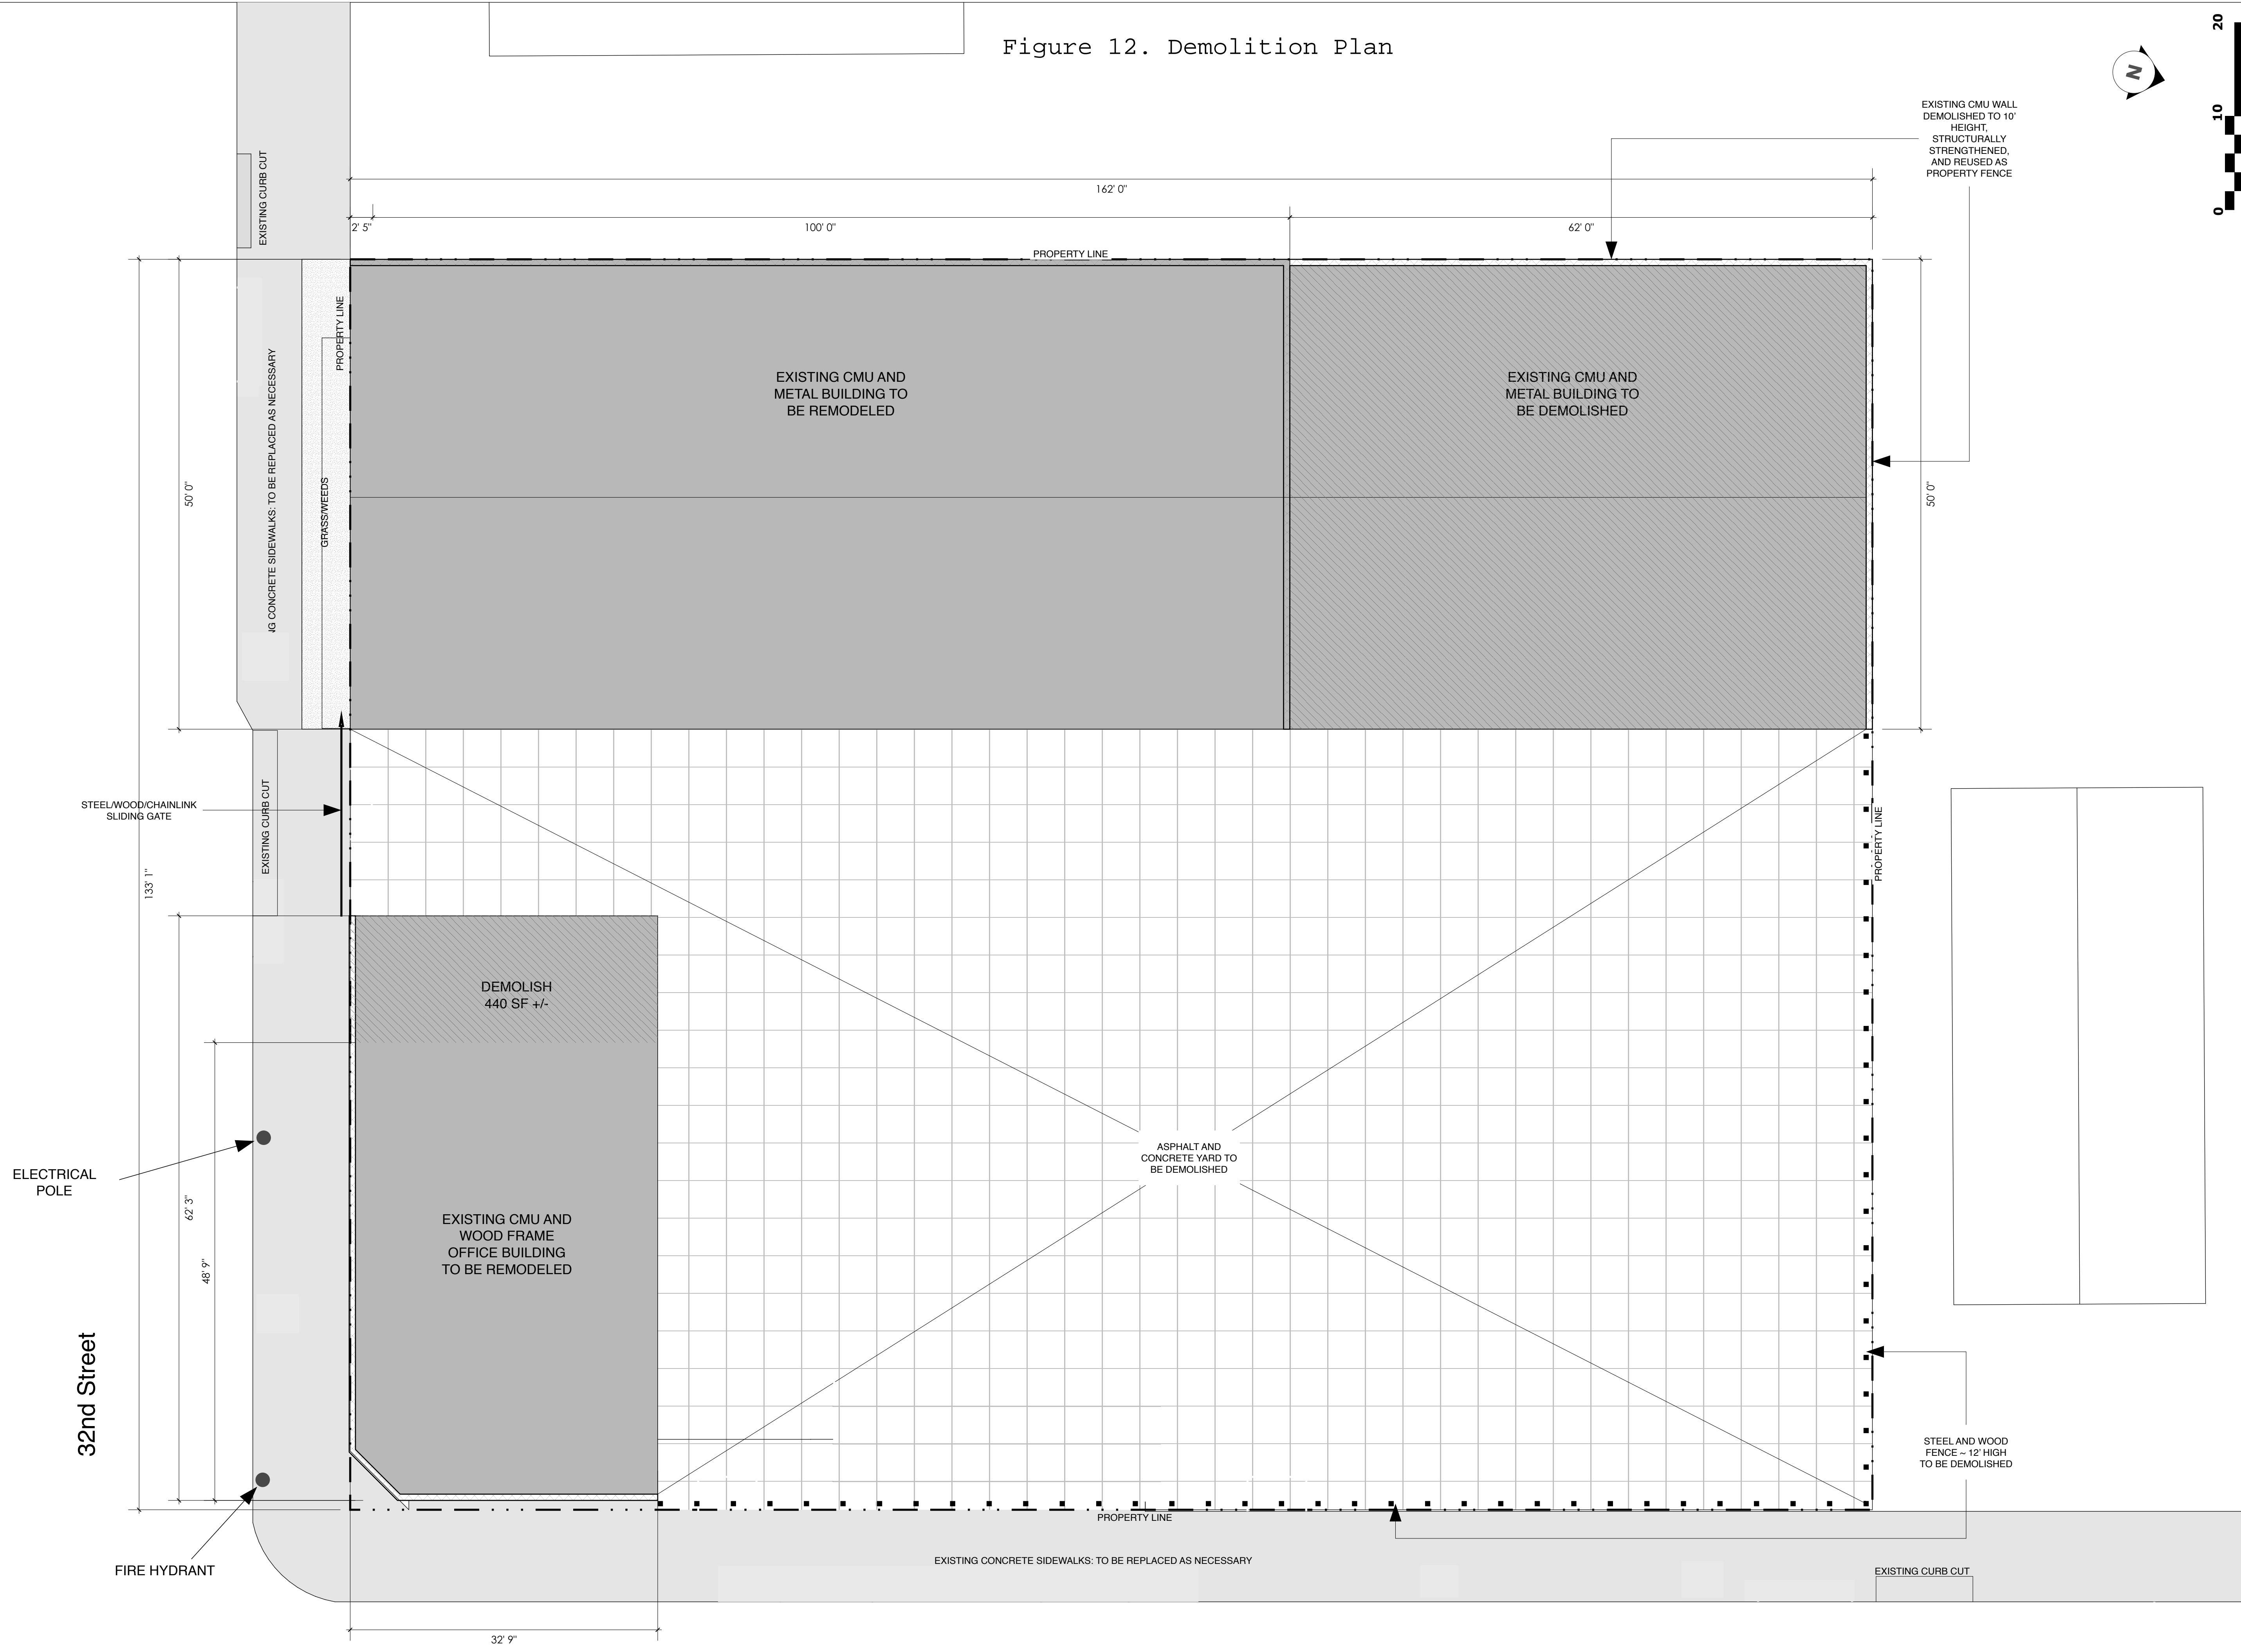 Figure 12. Demolition Plan
N
20
10
0
EXISTING CMU WALL
DEMOLISHED TO 10'
HEIGHT,
STRUCTURALLY
STRENGTHENED,
AND REUSED AS
PROPERTY FENCE
EXISTING CURB CUT
162' 0"
2' 5"
100' 0"
62' 0"
PROPERTY LINE
PROPERTY LINE
EXISTING CMU AND
METAL BUILDING TO
BE REMODELED
EXISTING CMU AND
METAL BUILDING TO
BE DEMOLISHED
NG CONCRETE SIDEWALKS: TO BE REPLACED AS NECESSARY
GRASS/WEEDS
50' 0"
50' 0"
STEEL/WOOD/CHAINLINK
SLIDING GATE
EXISTING CURB CUT
PROPERTY LINE
133' 1"
DEMOLISH
440 SF +/-
ASPHALT AND
CONCRETE YARD TO
BE DEMOLISHED
ELECTRICAL
POLE
62' 3"
48' 9"
EXISTING CMU AND
WOOD FRAME
OFFICE BUILDING
TO BE REMODELED
32nd Street
STEEL AND WOOD
FENCE ~ 12' HIGH
TO BE DEMOLISHED
PROPERTY LINE
FIRE HYDRANT
EXISTING CONCRETE SIDEWALKS: TO BE REPLACED AS NECESSARY
EXISTING CURB CUT
32' 9"